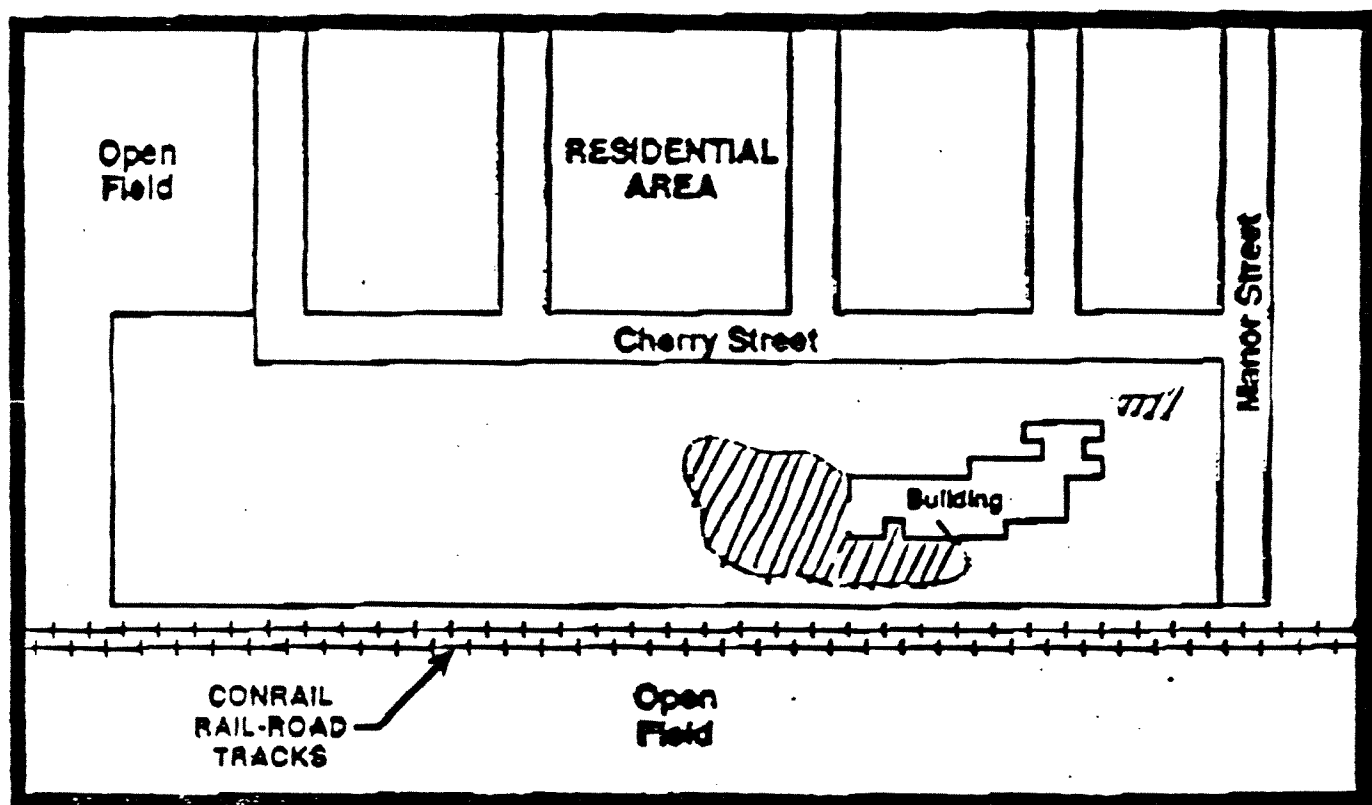 Open
Field
RESIDENTIAL
AREA
Manor Street
Cherry Street
Building
CONRAIL
RAIL-ROAD
TRACKS
Open
Field